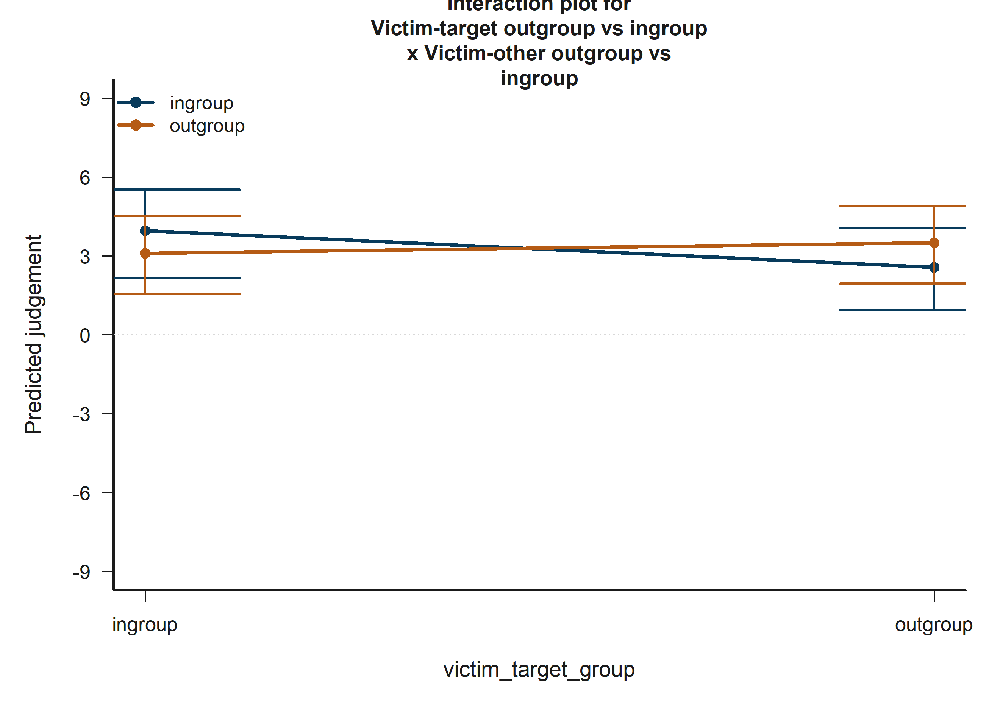 Interaction plot for
Victim-target outgroup vs ingroup
x Victim-other outgroup vs
ingroup
9
ingroup
outgroup
6
3
0
-3
-6
-9
Predicted judgement
ingroup
outgroup
victim_target_group